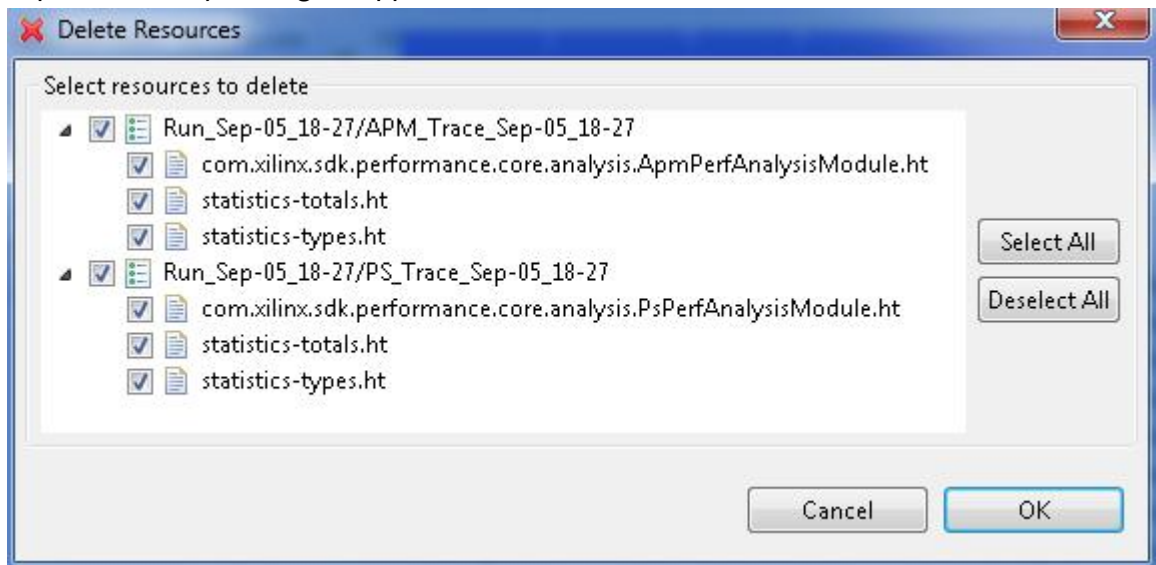 Delete Resources
Select resources to delete
Run_Sep-05_18-27/APM_Trace_Sep-05_18-27
com.xilinx.sdk.performance.core.analysis.ApmPerfAnalysisModule.ht
statistics-totals.ht
statistics-types.ht
Run_Sep-05_18-27/PS_Trace_Sep-05_18-27
com.xilinx.sdk.performance.core.analysis.PsPerfAnalysisModule.ht
statistics-totals.ht
statistics-types.ht
Select All
Deselect All
Cancel
OK